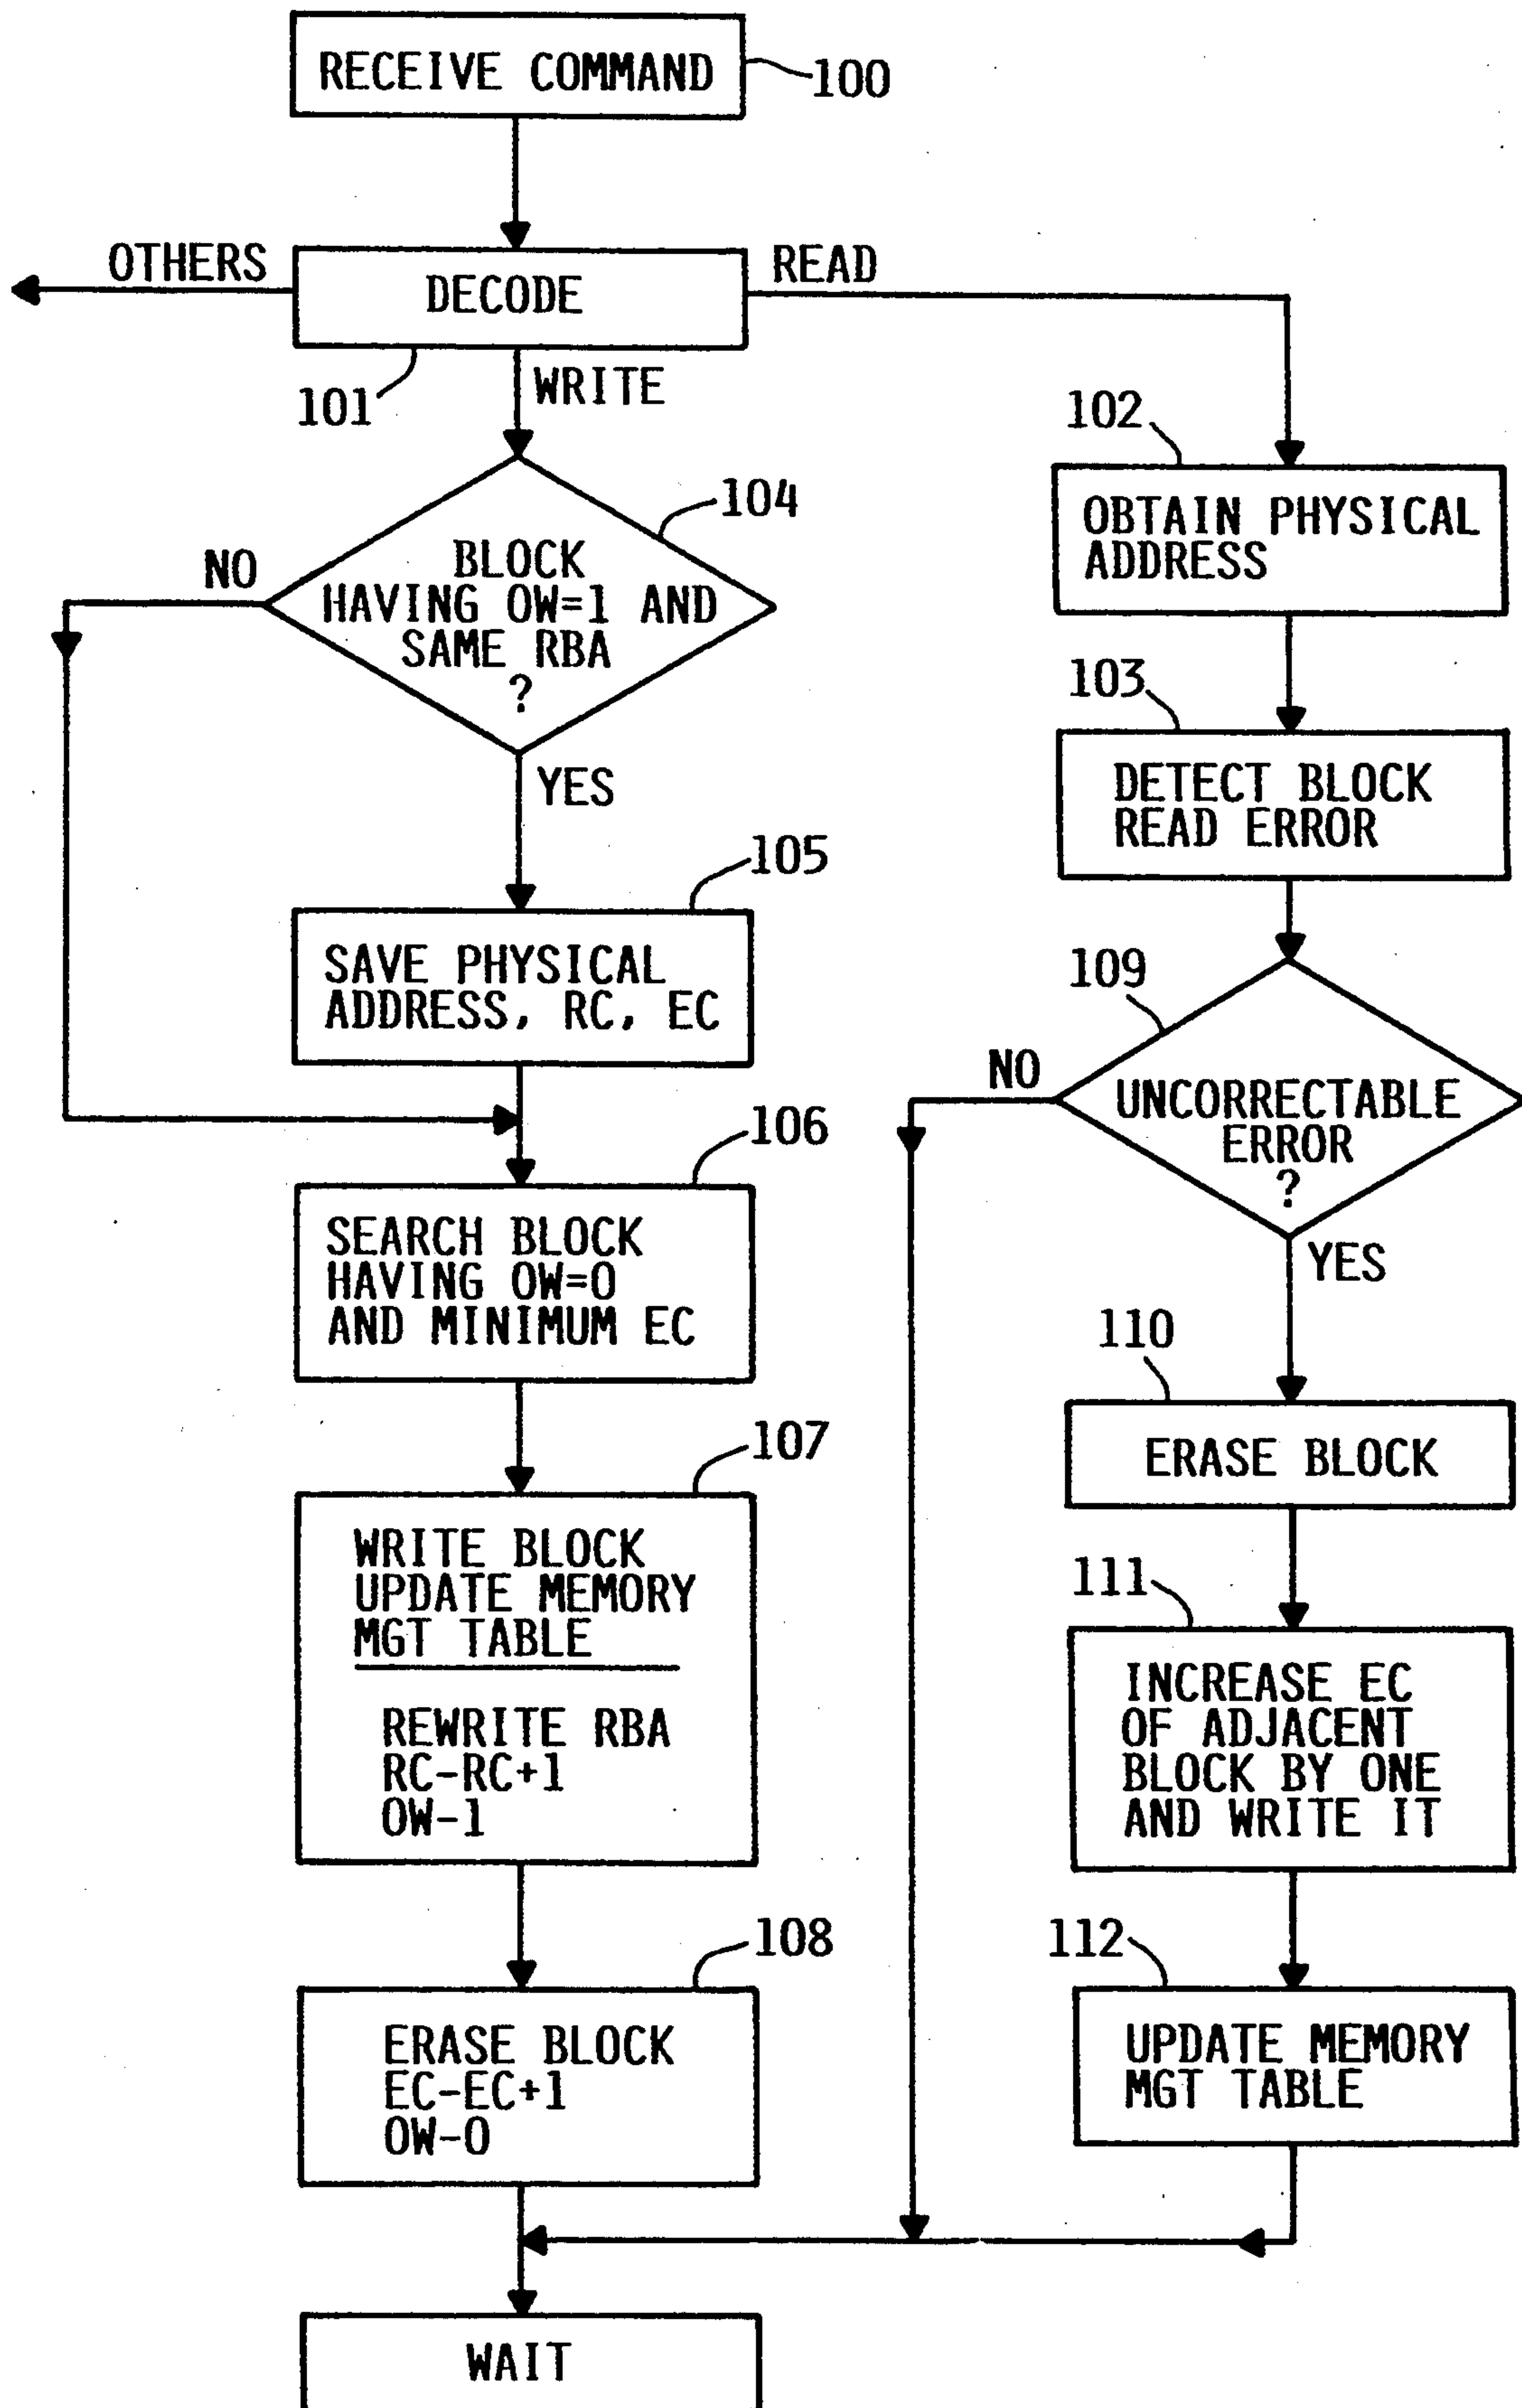 RECEIVE COMMAND
100
OTHERS
DECODE
READ
101
WRITE
102
OBTAIN PHYSICAL
ADDRESS
104
BLOCK
HAVING OW=1 AND
SAME RBA
?
NO
YES
103
DETECT BLOCK
READ ERROR
105
SAVE PHYSICAL
ADDRESS, RC, EC
109
NO
UNCORRECTABLE
ERROR
?
YES
106
SEARCH BLOCK
HAVING OW=0
AND MINIMUM EC
110
ERASE BLOCK
107
WRITE BLOCK
UPDATE MEMORY
MGT TABLE
REWRITE RBA
RC-RC+1
OW-1
111
INCREASE EC
OF ADJACENT
BLOCK BY ONE
AND WRITE IT
108
ERASE BLOCK
EC-EC+1
OW-0
112
UPDATE MEMORY
MGT TABLE
WAIT